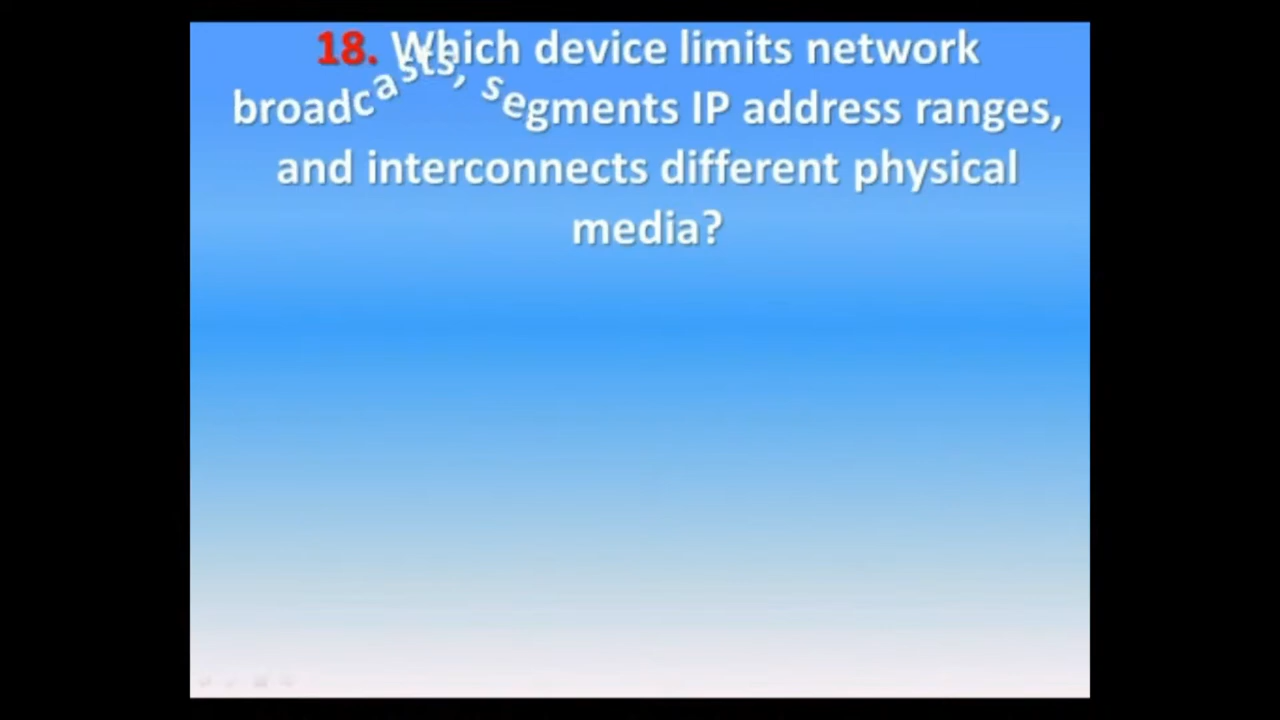 18. Which device limits network
broadcasts, segments IP address ranges,
and interconnects different physical
media?